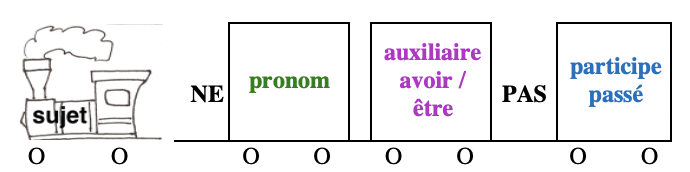 sujet NE pronom auxiliaire avoir / être PAS participe passé
O O O O O O O O